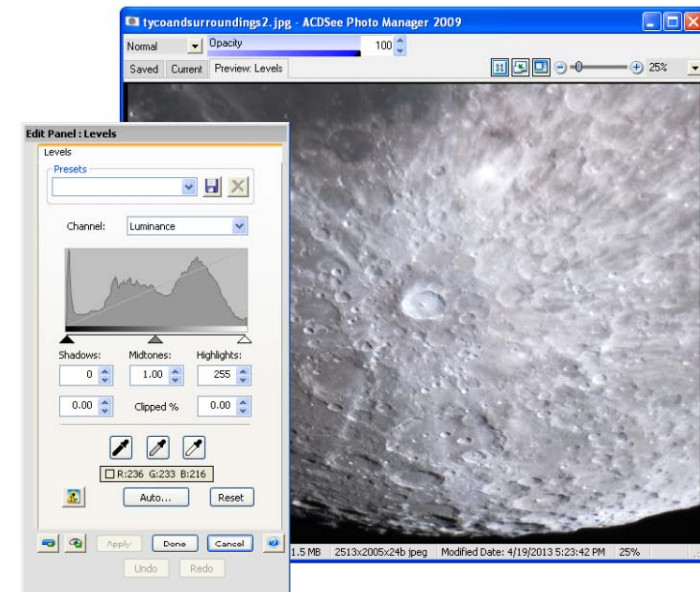 tycoandsurroundings2.jpg - ACDSee Photo Manager 2009
Normal Opacity 100
Saved Current Preview: Levels 25%
Edit Panel : Levels
Levels
Presets
Channel: Luminance
Shadows: Midtones: Highlights:
0 1.00 255
0.00 Clipped % 0.00
R:236 G:233 B:216
Auto... Reset
Apply Done Cancel
Undo Redo
1.5 MB 2513x2005x24b jpeg Modified Date: 4/19/2013 5:23:42 PM 25%